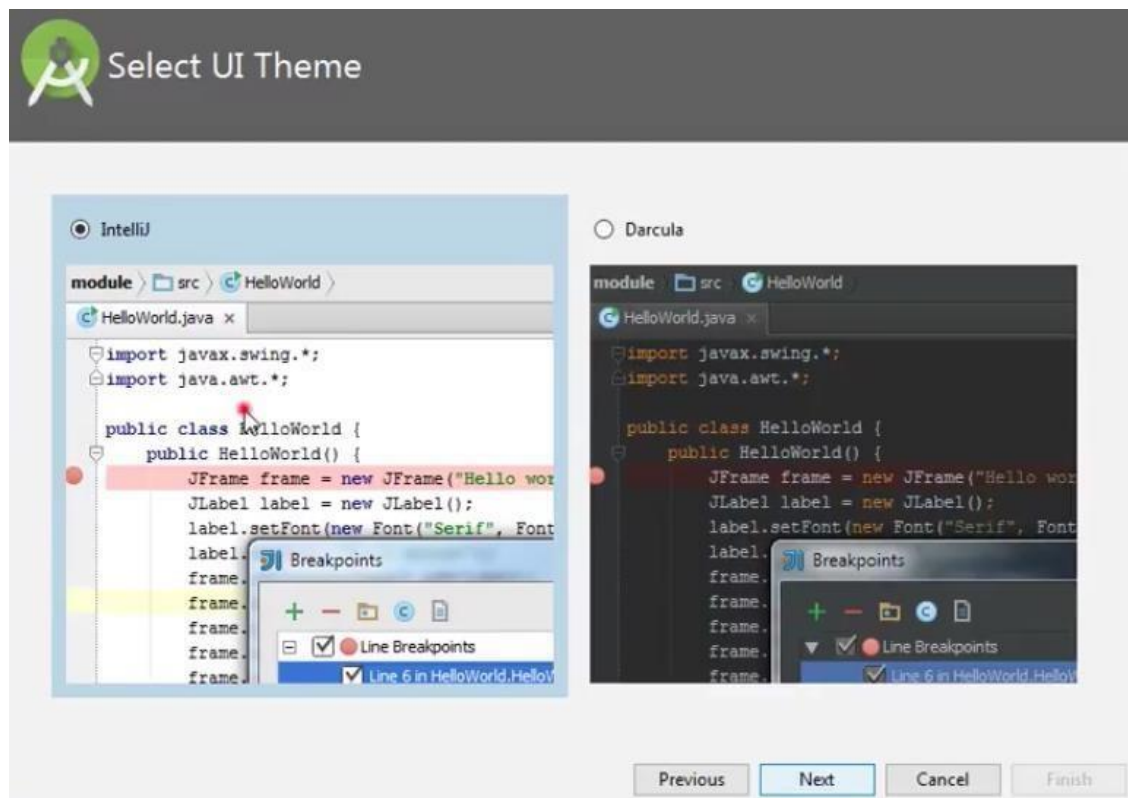 Select UI Theme
IntelliJ
module src HelloWorld
HelloWorld.java ×
import javax.swing.*;
import java.awt.*;
public class HelloWorld {
public HelloWorld() {
JFrame frame = new JFrame("Hello wor
JLabel label = new JLabel();
label.setFont(new Font("Serif", Font
label.
frame.
frame.
frame.
frame.
frame.
Breakpoints
Line Breakpoints
Line 6 in HelloWorld.HelloW
Darcula
module src HelloWorld
HelloWorld.java ×
import javax.swing.*;
import java.awt.*;
public class HelloWorld {
public HelloWorld() {
JFrame frame = new JFrame("Hello wor
JLabel label = new JLabel();
label.setFont(new Font("Serif", Font
label.
frame.
frame.
frame.
frame.
frame.
Breakpoints
Line Breakpoints
Line 6 in HelloWorld.HelloW
Previous Next Cancel Finish